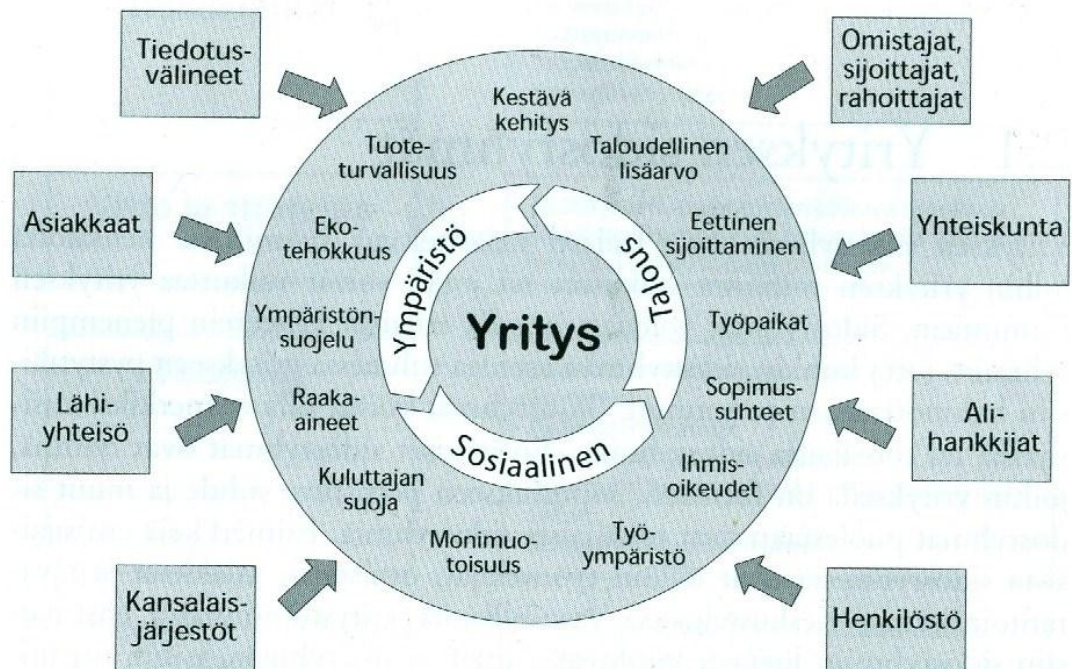 Tiedotus-
välineet
Omistajat,
sijoittajat,
rahoittajat
Asiakkaat
Yhteiskunta
Lähi-
yhteisö
Ali-
hankkijat
Kansalais-
järjestöt
Henkilöstö
Kestävä
kehitys
Taloudellinen
lisäarvo
Eettinen
sijoittaminen
Työpaikat
Sopimus-
suhteet
Ihmis-
oikeudet
Työ-
ympäristö
Monimuo-
toisuus
Kuluttajan
suoja
Raaka-
aineet
Ympäristön-
suojelu
Eko-
tehokkuus
Tuote-
turvallisuus
Ympäristö
Talous
Sosiaalinen
Yritys